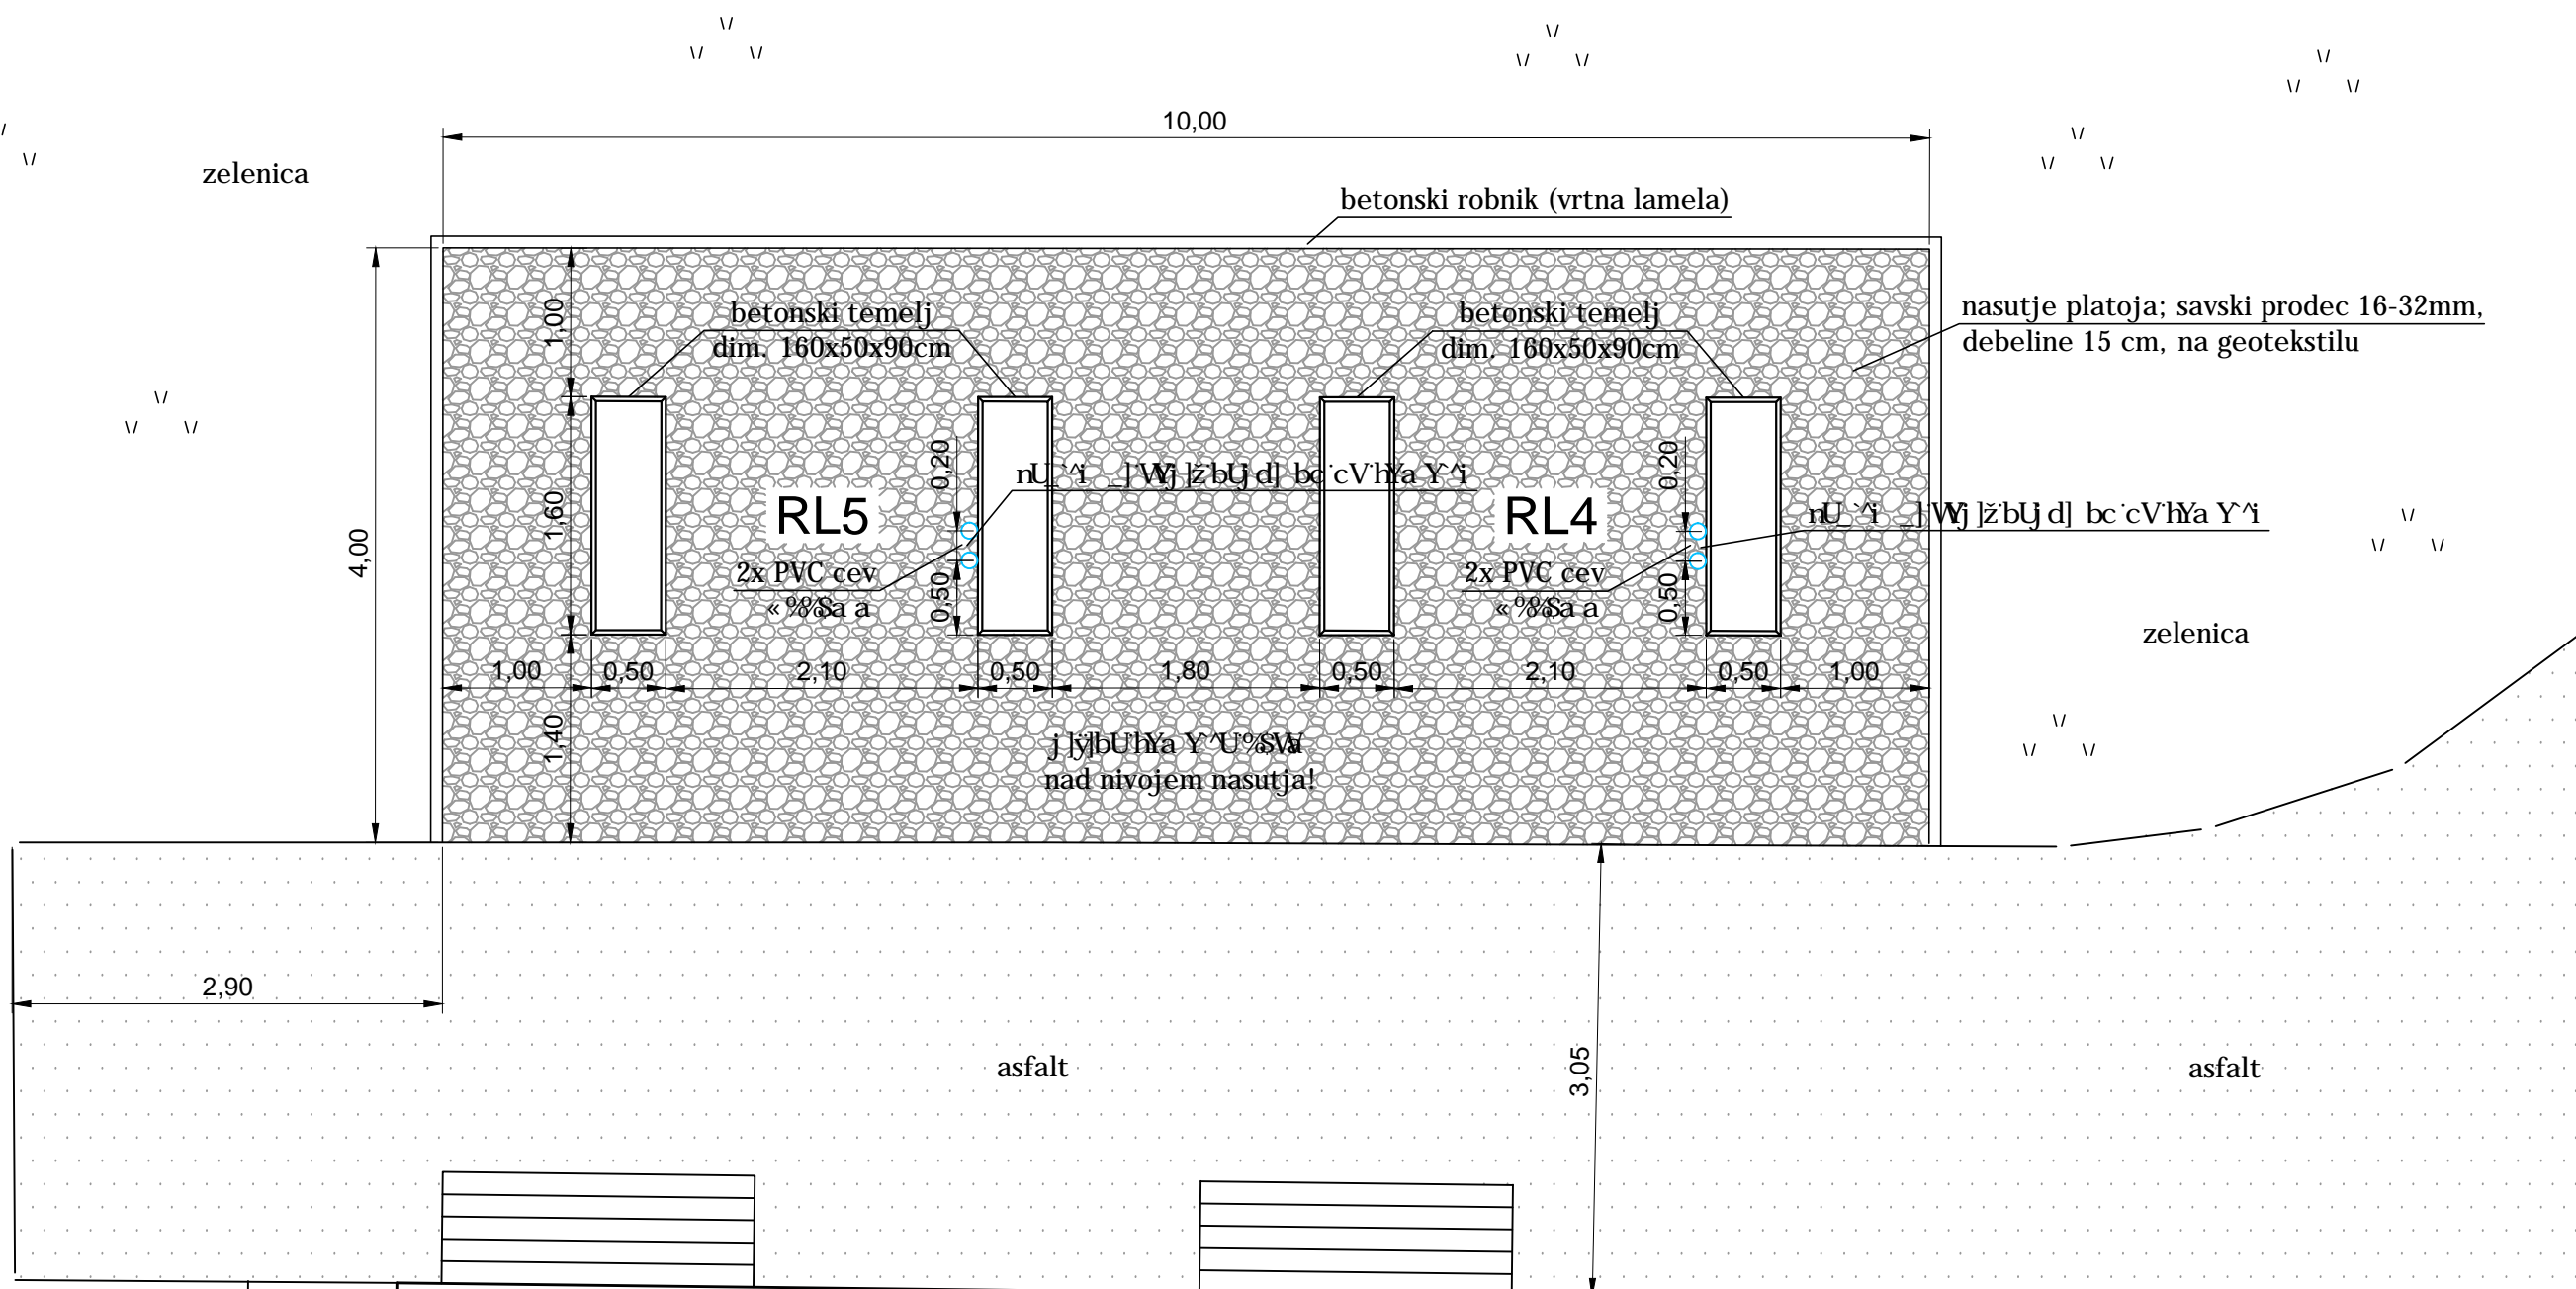 10,00
zelenica
betonski robnik (vrtna lamela)
1,00
betonski temelj
dim. 160x50x90cm
betonski temelj
dim. 160x50x90cm
nasutje platoja; savski prodec 16-32mm,
debeline 15 cm, na geotekstilu
4,00
1,60
0,20
0,20
RL5
RL4
2x PVC cev
0,50
2x PVC cev
0,50
zelenica
1,00
0,50
2,10
0,50
1,80
0,50
2,10
0,50
1,00
1,40
nad nivojem nasutja!
2,90
asfalt
3,05
asfalt